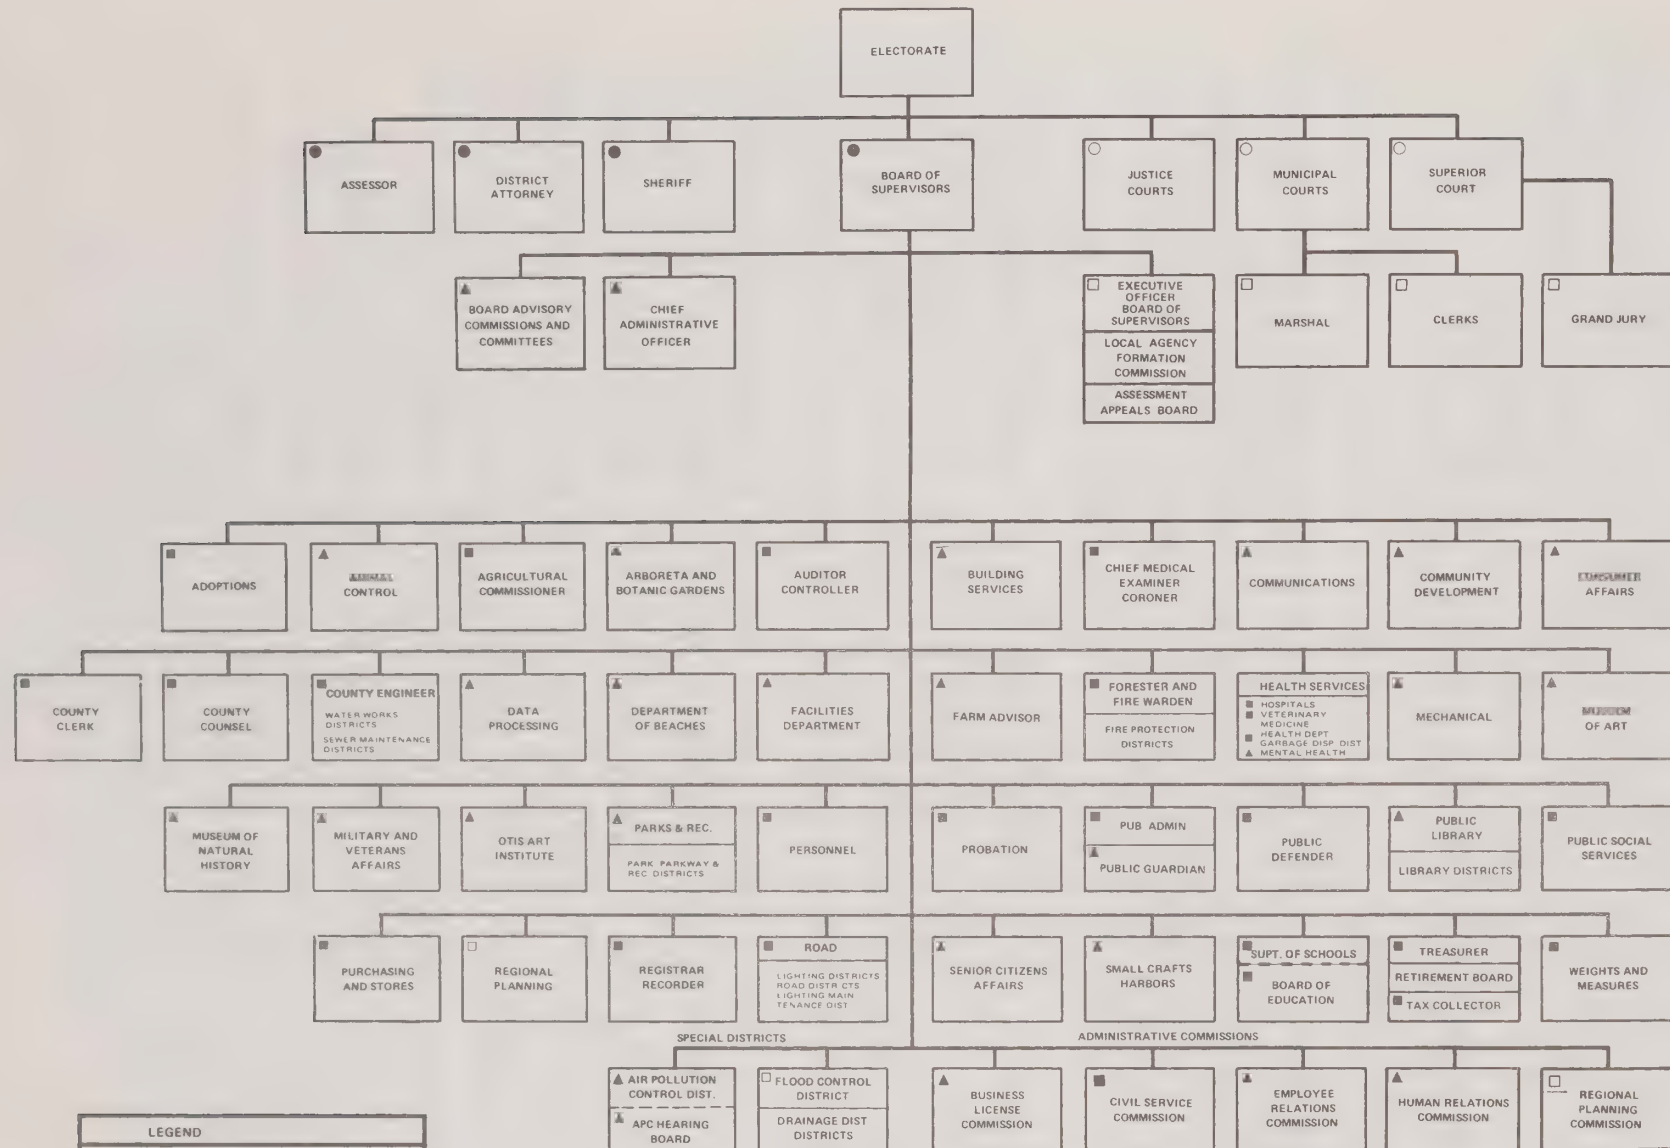 ELECTORATE
ASSESSOR
DISTRICT
ATTORNEY
SHERIFF
BOARD OF
SUPERVISORS
JUSTICE
COURTS
MUNICIPAL
COURTS
SUPERIOR
COURT
BOARD ADVISORY
COMMISSIONS AND
COMMITTEES
CHIEF
ADMINISTRATIVE
OFFICER
EXECUTIVE
OFFICER
BOARD OF
SUPERVISORS
LOCAL AGENCY
FORMATION
COMMISSION
ASSESSMENT
APPEALS BOARD
MARSHAL
CLERKS
GRAND JURY
ADOPTIONS
CONTROL
AGRICULTURAL
COMMISSIONER
ARBORETA AND
BOTANIC GARDENS
AUDITOR
CONTROLLER
BUILDING
SERVICES
CHIEF MEDICAL
EXAMINER
CORONER
COMMUNICATIONS
COMMUNITY
DEVELOPMENT
CONSUMER
AFFAIRS
COUNTY
CLERK
COUNTY
COUNSEL
COUNTY ENGINEER
WATER WORKS
DISTRICTS
SEWER MAINTENANCE
DISTRICTS
DATA
PROCESSING
DEPARTMENT
OF BEACHES
FACILITIES
DEPARTMENT
FARM ADVISOR
FORESTER AND
FIRE WARDEN
FIRE PROTECTION
DISTRICTS
HEALTH SERVICES
HOSPITALS
VETERINARY
MEDICINE
HEALTH DEPT
GARBAGE DISP DIST
MENTAL HEALTH
MECHANICAL
MUSEUM
OF ART
MUSEUM OF
NATURAL
HISTORY
MILITARY AND
VETERANS
AFFAIRS
OTIS ART
INSTITUTE
PARKS & REC.
PARK PARKWAY &
REC DISTRICTS
PERSONNEL
PROBATION
PUB ADMIN
PUBLIC GUARDIAN
PUBLIC
DEFENDER
PUBLIC
LIBRARY
LIBRARY DISTRICTS
PUBLIC SOCIAL
SERVICES
PURCHASING
AND STORES
REGIONAL
PLANNING
REGISTRAR
RECORDER
ROAD
LIGHTING DISTRICTS
ROAD DISTR CTS
LIGHTING MAIN
TENANCE DIST
SENIOR CITIZENS
AFFAIRS
SMALL CRAFTS
HARBORS
SUPT. OF SCHOOLS
BOARD OF
EDUCATION
TREASURER
RETIREMENT BOARD
TAX COLLECTOR
WEIGHTS AND
MEASURES
SPECIAL DISTRICTS
ADMINISTRATIVE COMMISSIONS
AIR POLLUTION
CONTROL DIST.
APC HEARING
BOARD
FLOOD CONTROL
DISTRICT
DRAINAGE DIST
DISTRICTS
BUSINESS
LICENSE
COMMISSION
CIVIL SERVICE
COMMISSION
EMPLOYEE
RELATIONS
COMMISSION
HUMAN RELATIONS
COMMISSION
REGIONAL
PLANNING
COMMISSION
LEGEND